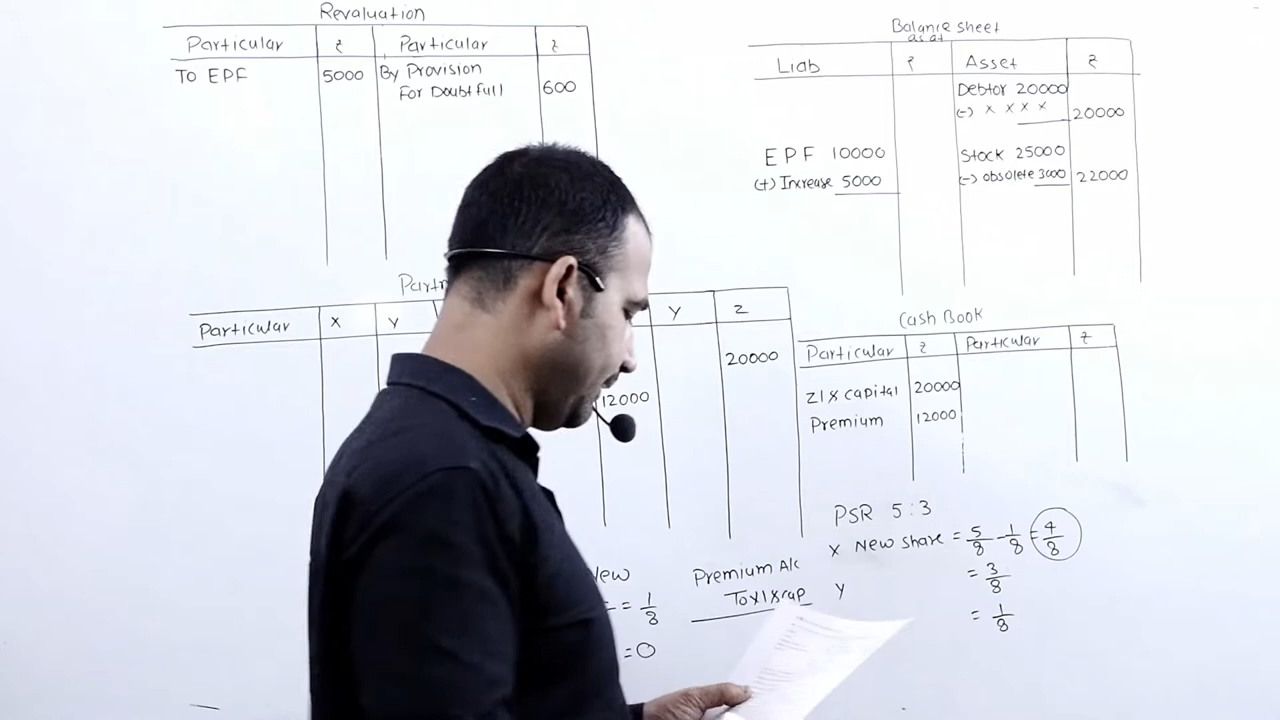 Revaluation
Particular ₹ Particular ₹
To EPF 5000 By Provision
For Doubtfull 600
Balance sheet
as at
Liab ₹ Asset ₹
Debtor 20000
(-) x x x x 20000
EPF 10000 Stock 25000
(+) Increase 5000 (-) obsolete 3000 22000
Particular X Y Y Z
20000
12000
Cash Book
Particular ₹ Particular ₹
Z's capital 20000
Premium 12000
PSR 5:3
X New share = 5/8 - 1/8 = 4/8
Y = 3/8
= 1/8
= 1/8
= 0
Premium A/c
To X's cap